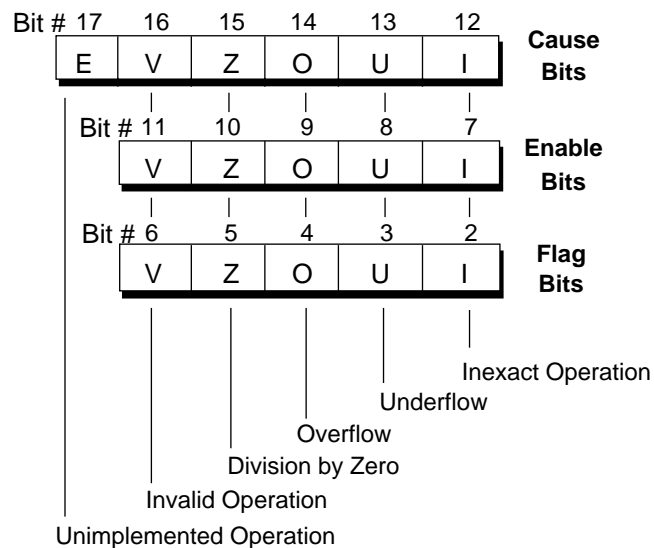 Bit # 17 16 15 14 13 12
E V Z O U I
Cause
Bits
Bit # 11 10 9 8 7
V Z O U I
Enable
Bits
Bit # 6 5 4 3 2
V Z O U I
Flag
Bits
Inexact Operation
Underflow
Overflow
Division by Zero
Invalid Operation
Unimplemented Operation